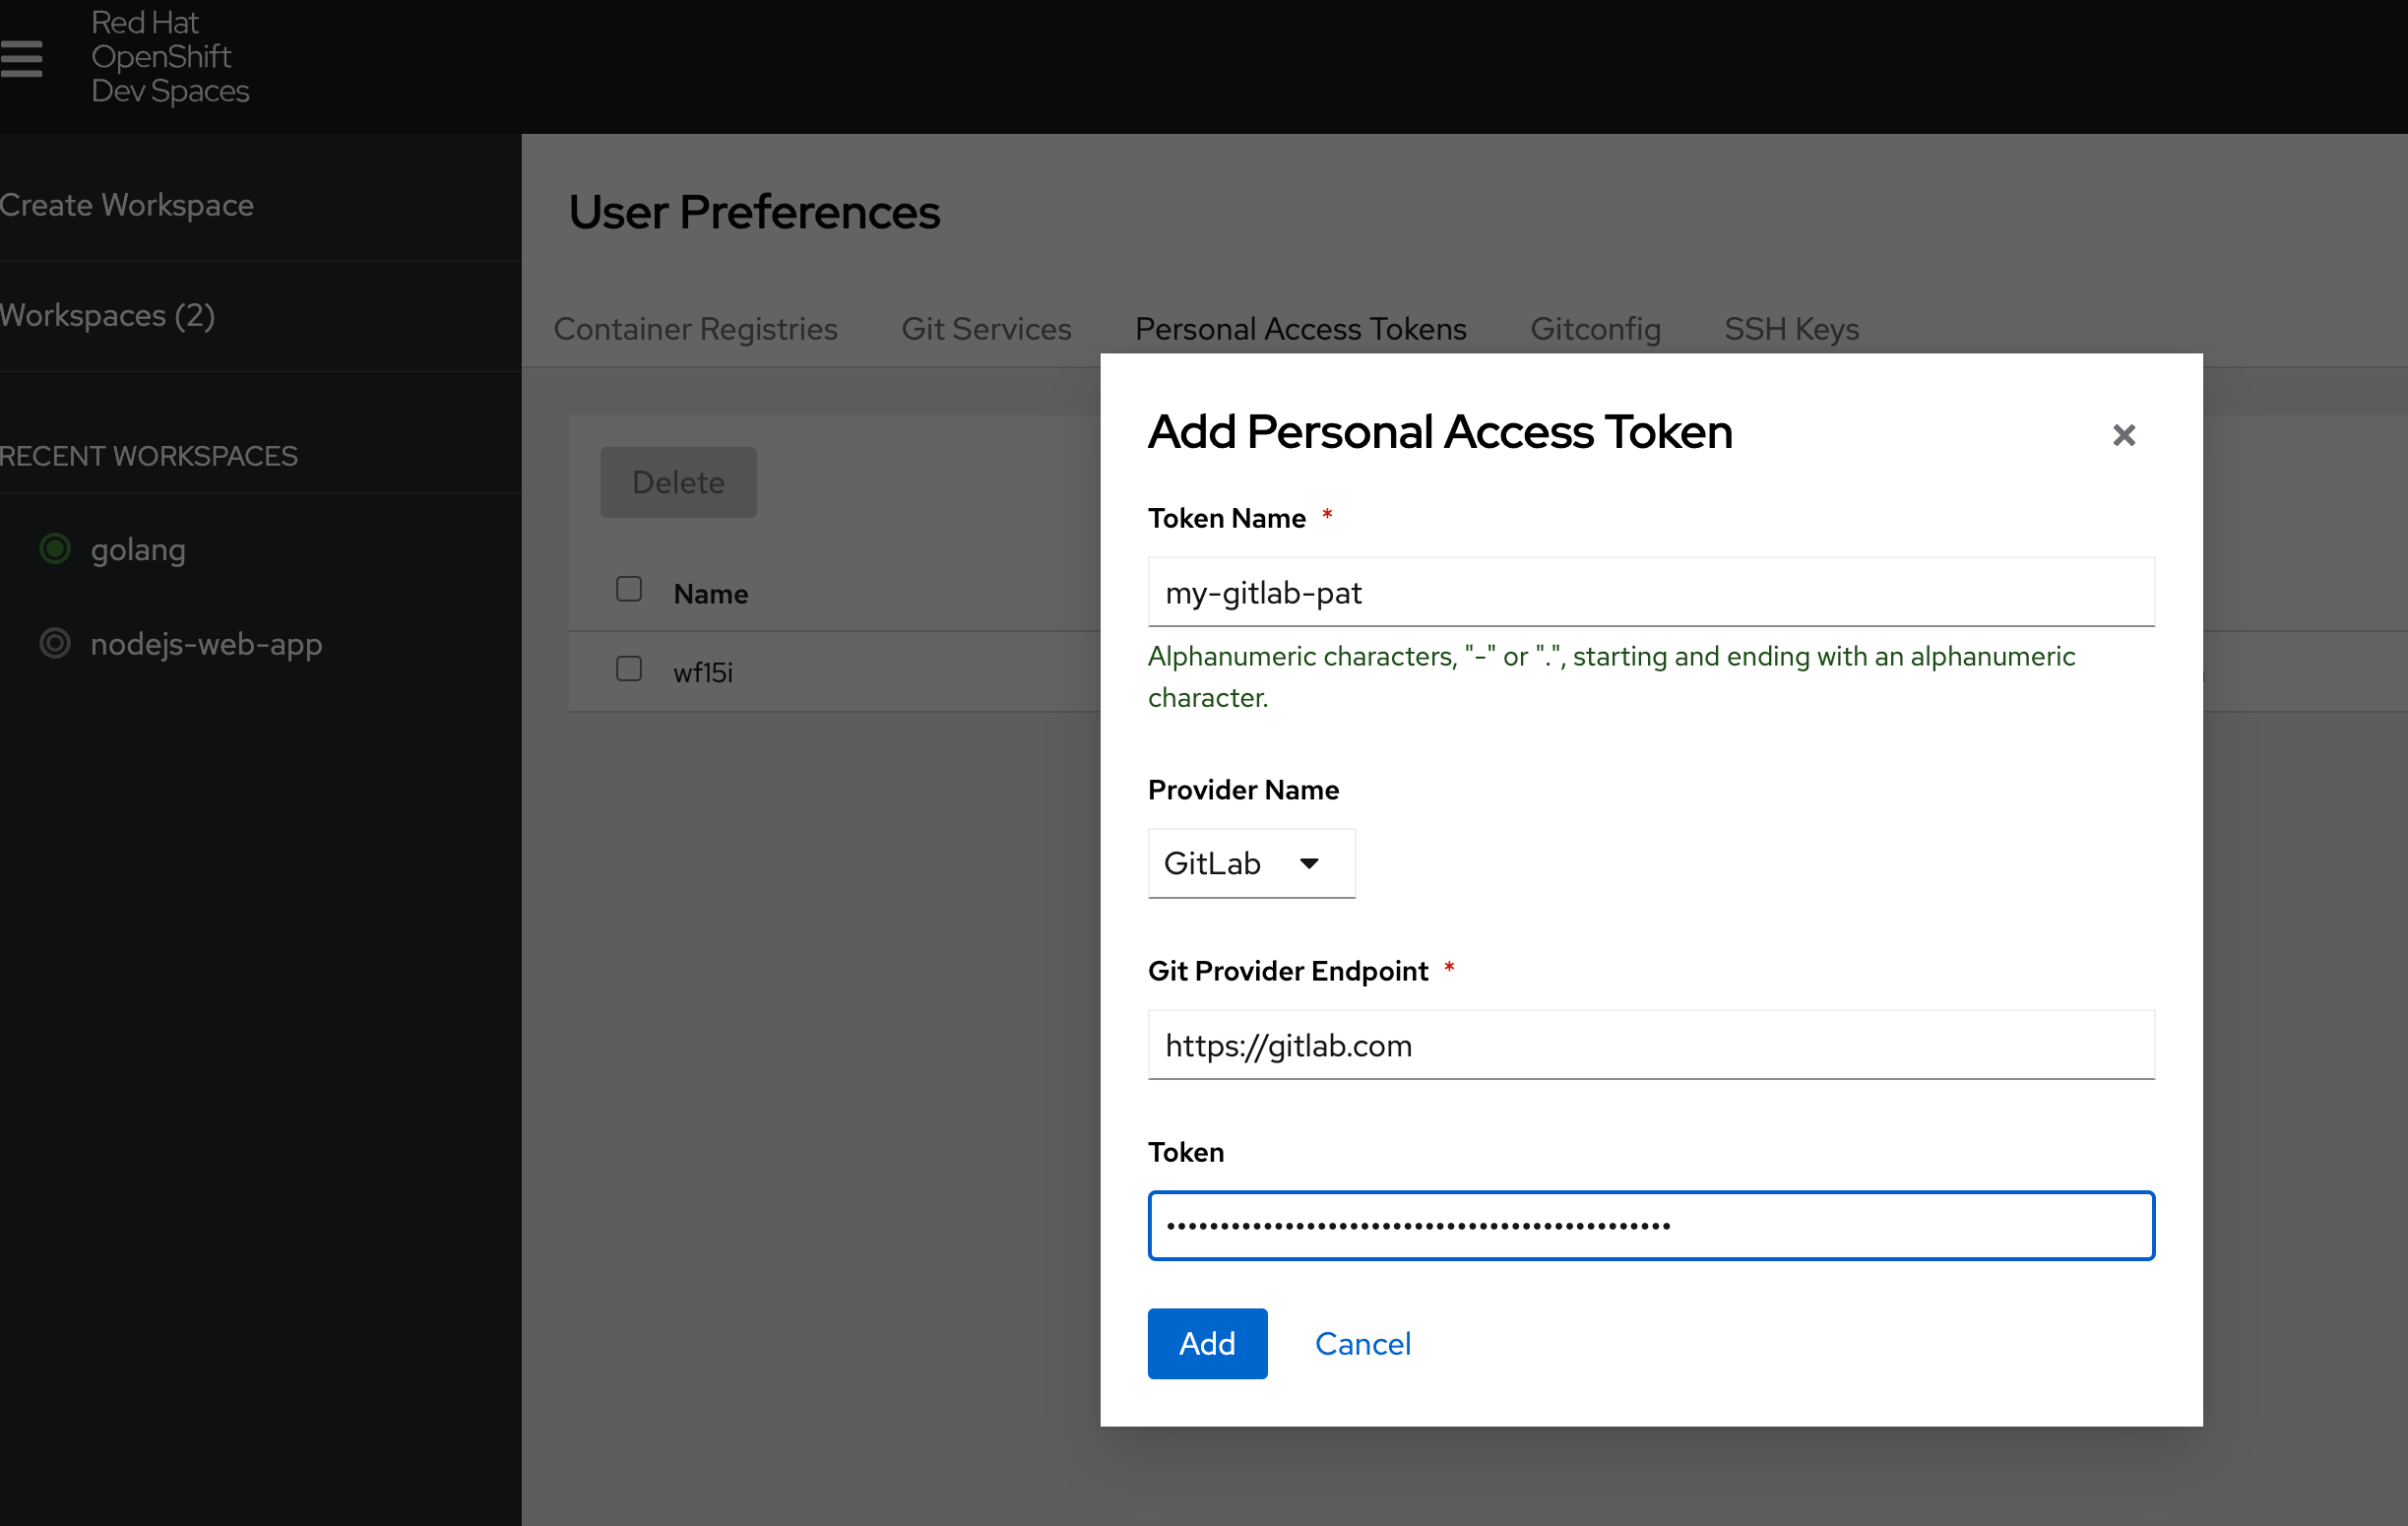 Red Hat
OpenShift
Dev Spaces
Create Workspace
Workspaces (2)
RECENT WORKSPACES
golang
nodejs-web-app
User Preferences
Container Registries Git Services Personal Access Tokens Gitconfig SSH Keys
Delete
Name
wf15i
Add Personal Access Token
Token Name *
my-gitlab-pat
Alphanumeric characters, "-" or ".", starting and ending with an alphanumeric
character.
Provider Name
GitLab
Git Provider Endpoint *
https://gitlab.com
Token
•••••••••••••••••••••••••••••••••••••••••••••••
Add Cancel